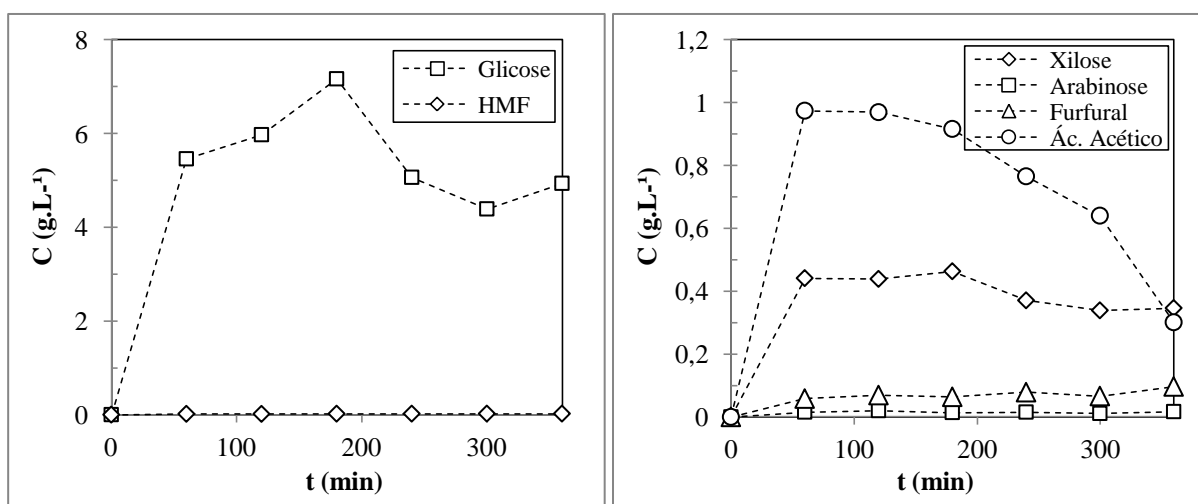 8
6
4
2
0
C (g.L-¹)
0
100
200
300
t (min)
Glicose
HMF
1,2
1
0,8
0,6
0,4
0,2
0
C (g.L-¹)
0
100
200
300
t (min)
Xilose
Arabinose
Furfural
Ác. Acético